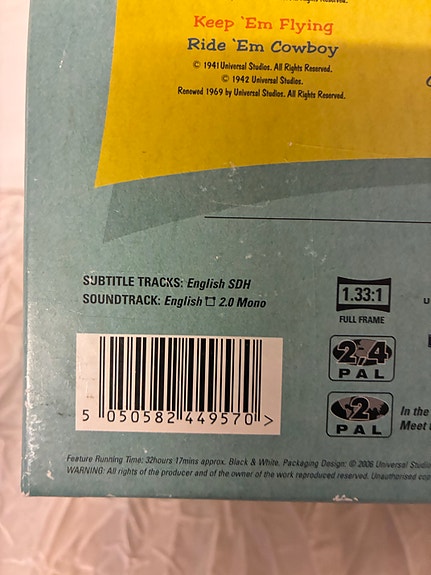 Reserved.
Keep 'Em Flying
Ride 'Em Cowboy
© 1941 Universal Studios. All Rights Reserved.
© 1942 Universal Studios.
Renewed 1969 by Universal Studios. All Rights Reserved.
SUBTITLE TRACKS: English SDH
SOUNDTRACK: English 2.0 Mono
1.33:1
FULL FRAME
2,4
PAL
2
PAL
In the
Meet
5 050582 449570 >
Feature Running Time: 32hours 17mins approx. Black & White. Packaging Design: © 2006 Universal Studios
WARNING: All rights of the producer and of the owner of the work reproduced reserved. Unauthorised